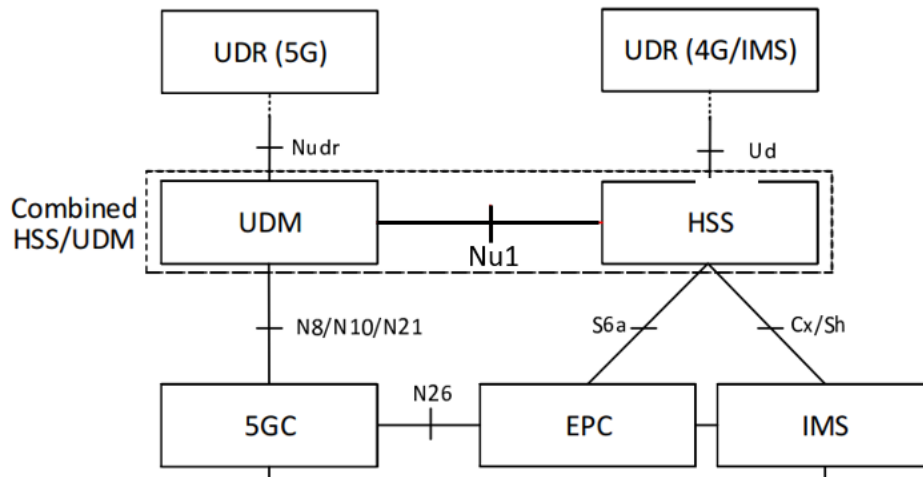 UDR (5G)
UDR (4G/IMS)
Nudr
Ud
Combined
HSS/UDM
UDM
Nu1
HSS
N8/N10/N21
S6a
Cx/Sh
N26
5GC
EPC
IMS